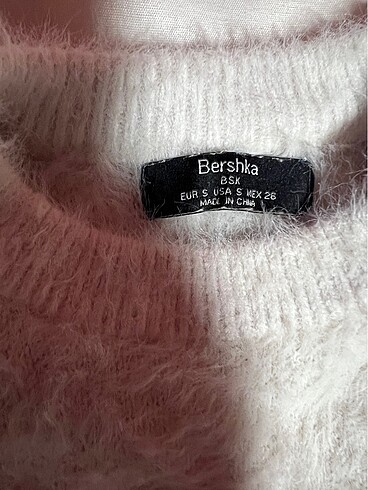 Bershka
BSK
EUR S USA S MEX 26
MADE IN CHINA